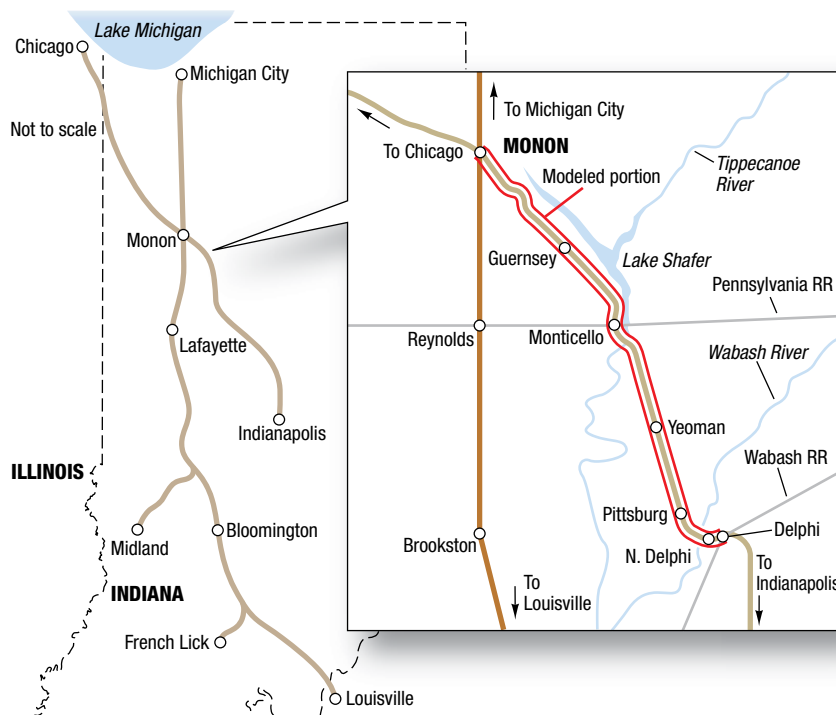 Lake Michigan
Chicago
Michigan City
Not to scale
Monon
Lafayette
Indianapolis
ILLINOIS
Midland
Bloomington
INDIANA
French Lick
Louisville
To Michigan City
To Chicago
MONON
Modeled portion
Tippecanoe
River
Guernsey
Lake Shafer
Pennsylvania RR
Reynolds
Monticello
Wabash River
Yeoman
Wabash RR
Pittsburg
Delphi
Brookston
N. Delphi
To
Indianapolis
To
Louisville